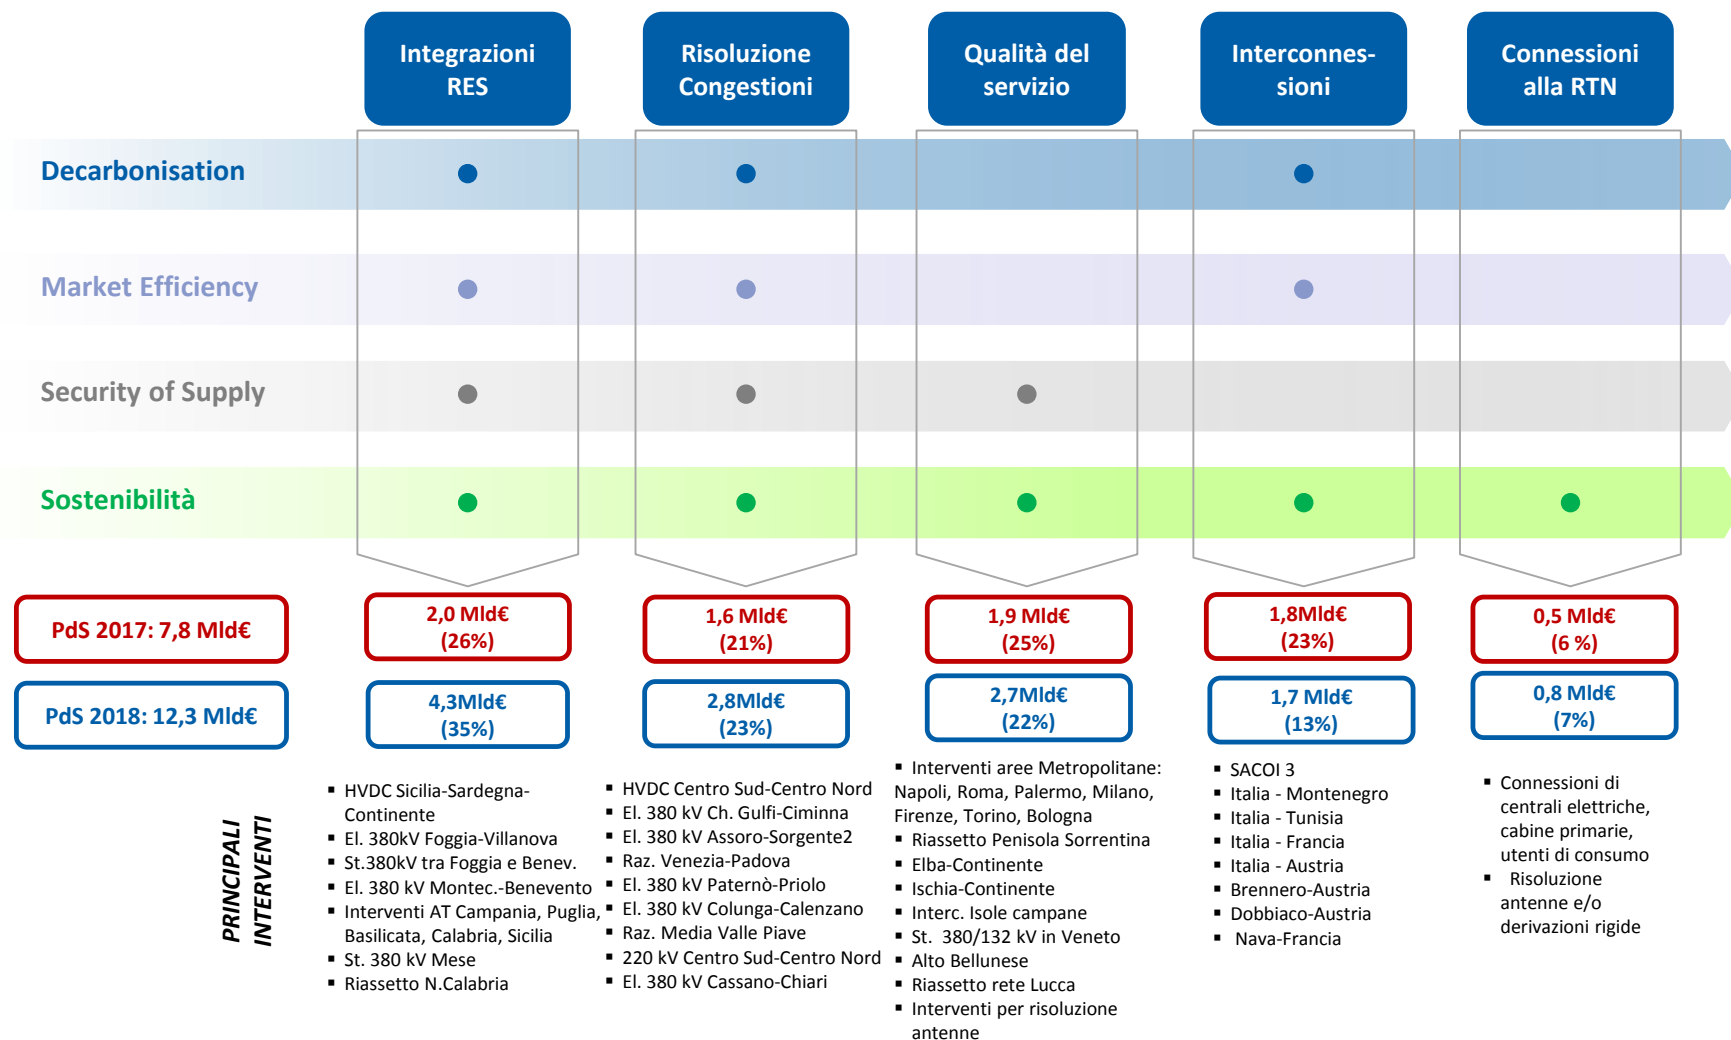 Integrazioni
RES
Risoluzione
Congestioni
Qualità del
servizio
Interconnes-
sioni
Connessioni
alla RTN
Decarbonisation
Market Efficiency
Security of Supply
Sostenibilità
PdS 2017: 7,8 Mld€
2,0 Mld€
(26%)
1,6 Mld€
(21%)
1,9 Mld€
(25%)
1,8Mld€
(23%)
0,5 Mld€
(6 %)
PdS 2018: 12,3 Mld€
4,3Mld€
(35%)
2,8Mld€
(23%)
2,7Mld€
(22%)
1,7 Mld€
(13%)
0,8 Mld€
(7%)
PRINCIPALI
INTERVENTI
▪ HVDC Sicilia-Sardegna-
Continente
▪ El. 380kV Foggia-Villanova
▪ St.380kV tra Foggia e Benev.
▪ El. 380 kV Montec.-Benevento
▪ Interventi AT Campania, Puglia,
Basilicata, Calabria, Sicilia
▪ St. 380 kV Mese
▪ Riassetto N.Calabria
▪ HVDC Centro Sud-Centro Nord
▪ El. 380 kV Ch. Gulfi-Ciminna
▪ El. 380 kV Assoro-Sorgente2
▪ Raz. Venezia-Padova
▪ El. 380 kV Paternò-Priolo
▪ El. 380 kV Colunga-Calenzano
▪ Raz. Media Valle Piave
▪ 220 kV Centro Sud-Centro Nord
▪ El. 380 kV Cassano-Chiari
▪ Interventi aree Metropolitane:
Napoli, Roma, Palermo, Milano,
Firenze, Torino, Bologna
▪ Riassetto Penisola Sorrentina
▪ Elba-Continente
▪ Ischia-Continente
▪ Interc. Isole campane
▪ St. 380/132 kV in Veneto
▪ Alto Bellunese
▪ Riassetto rete Lucca
▪ Interventi per risoluzione
antenne
▪ SACOI 3
▪ Italia - Montenegro
▪ Italia - Tunisia
▪ Italia - Francia
▪ Italia - Austria
▪ Brennero-Austria
▪ Dobbiaco-Austria
▪ Nava-Francia
▪ Connessioni di
centrali elettriche,
cabine primarie,
utenti di consumo
▪ Risoluzione
antenne e/o
derivazioni rigide